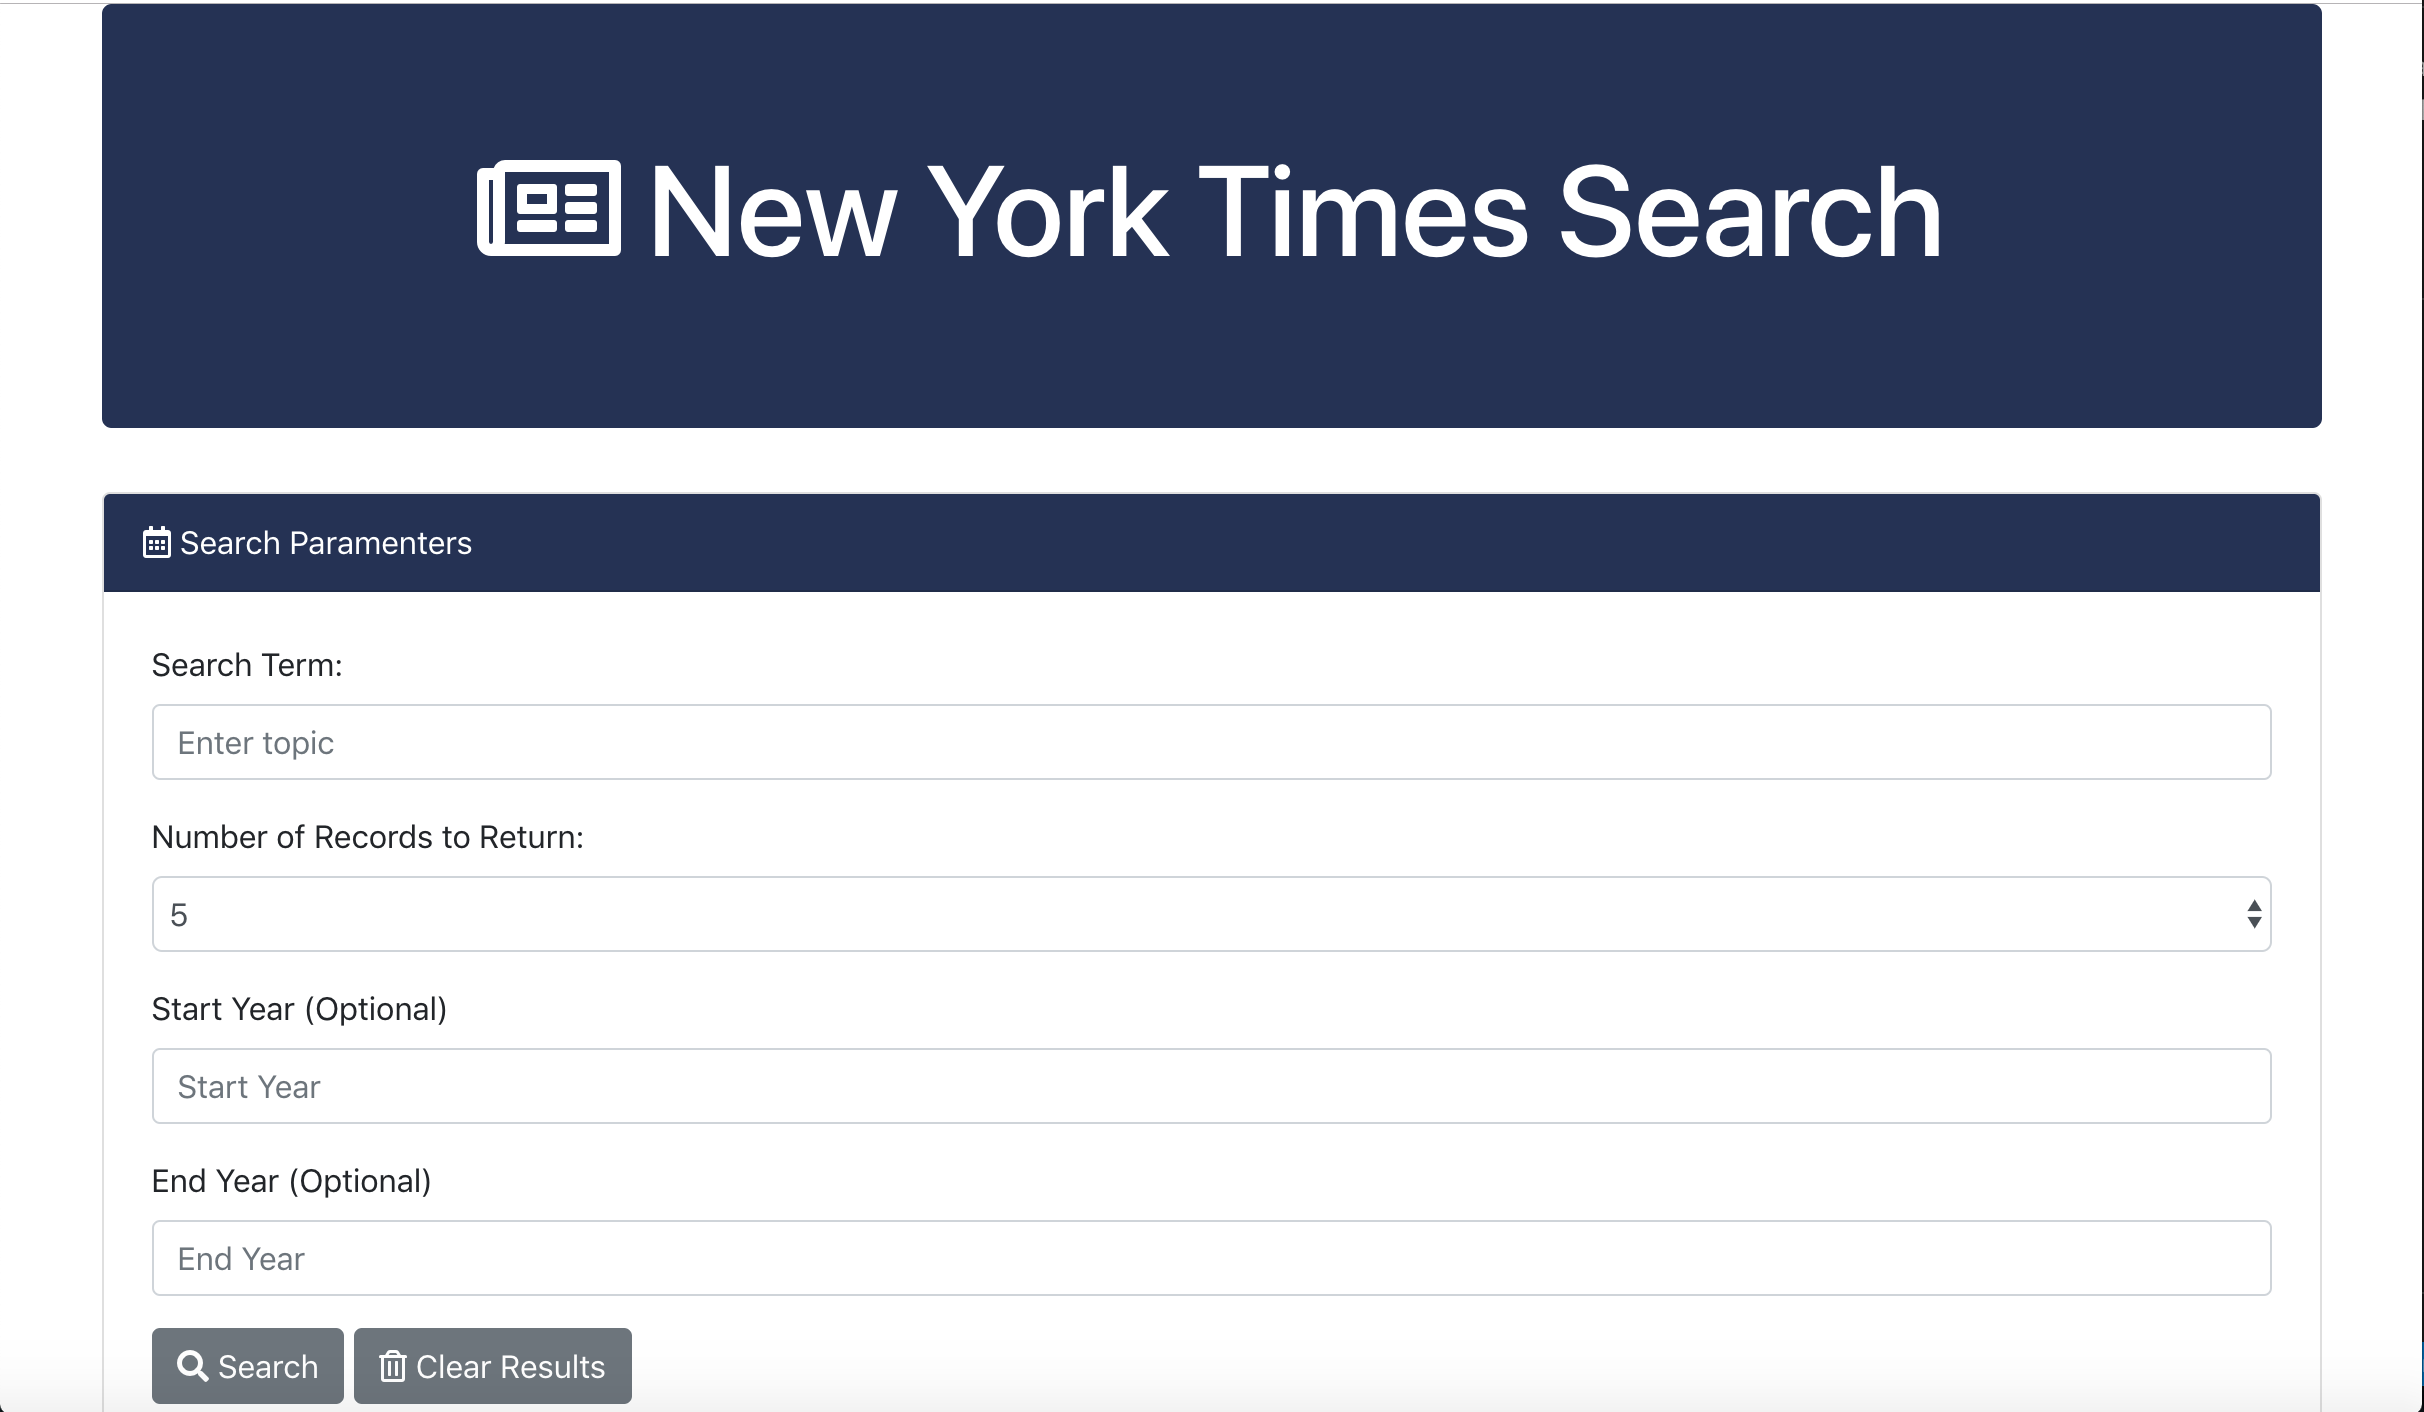 New York Times Search
Search Paramenters
Search Term:
Enter topic
Number of Records to Return:
5
Start Year (Optional)
Start Year
End Year (Optional)
End Year
Search Clear Results